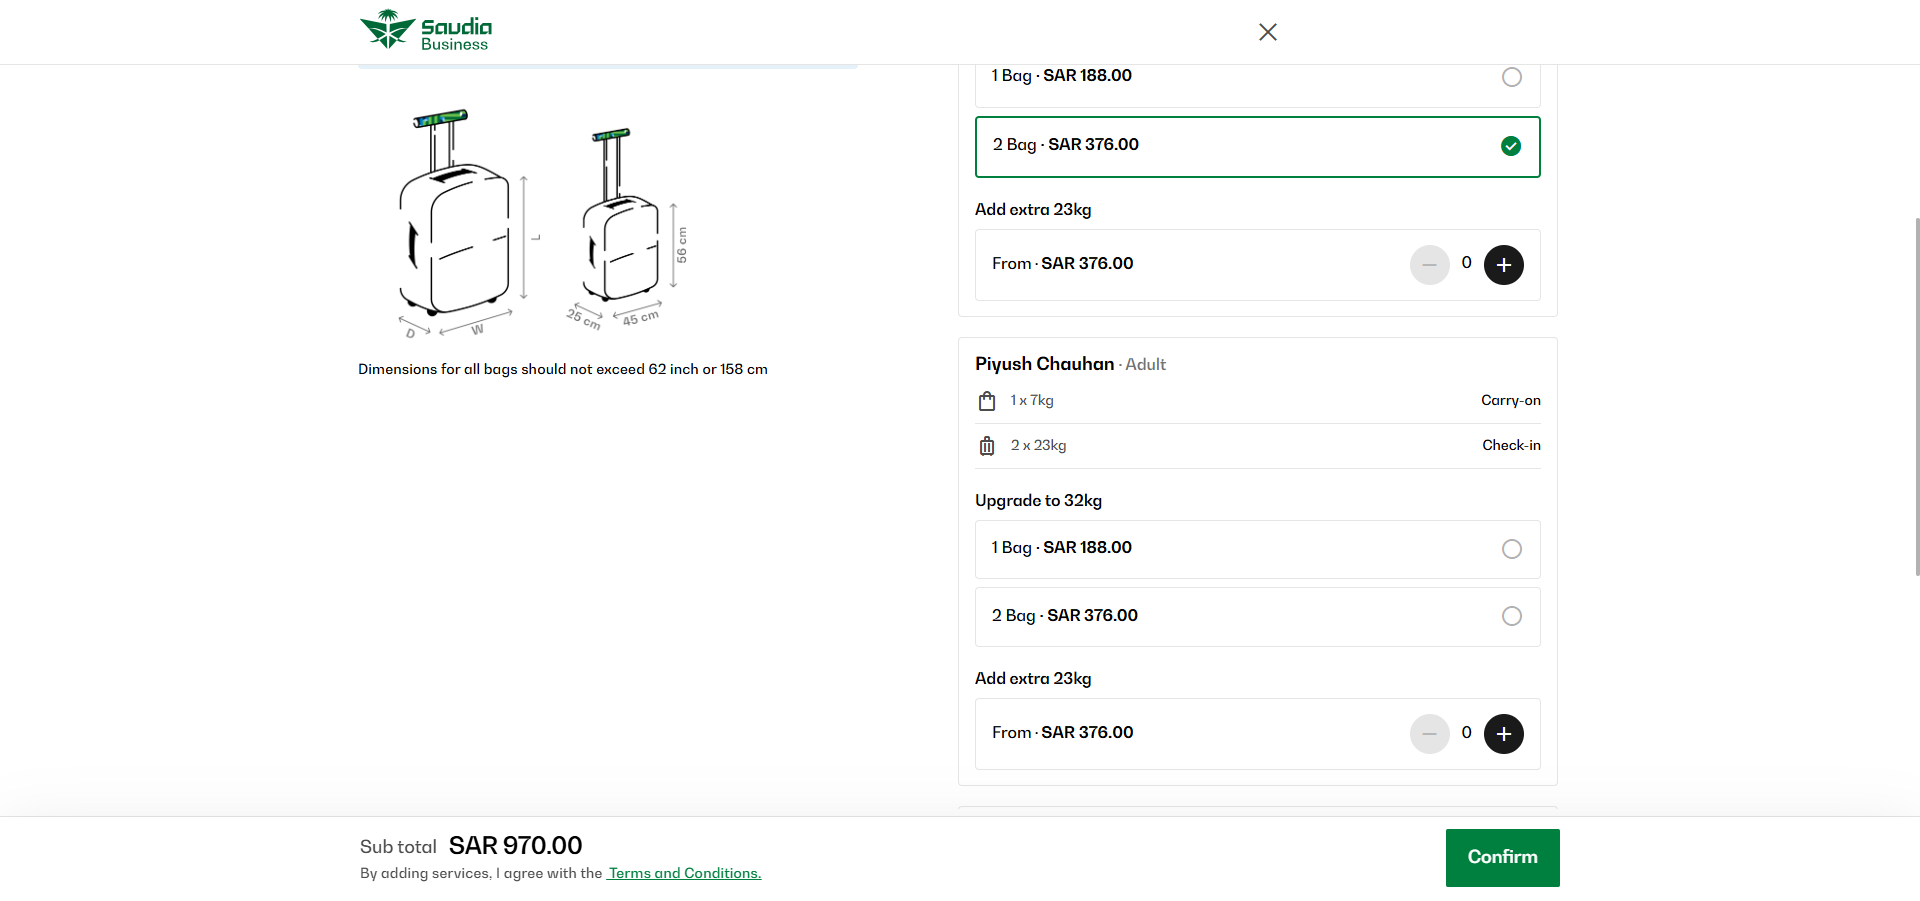 Saudia
Business
1 Bag · SAR 188.00
2 Bag · SAR 376.00
Add extra 23kg
From · SAR 376.00
0
L
D
W
56 cm
25 cm
45 cm
Dimensions for all bags should not exceed 62 inch or 158 cm
Piyush Chauhan · Adult
1 x 7kg
Carry-on
2 x 23kg
Check-in
Upgrade to 32kg
1 Bag · SAR 188.00
2 Bag · SAR 376.00
Add extra 23kg
From · SAR 376.00
0
Sub total SAR 970.00
By adding services, I agree with the Terms and Conditions.
Confirm